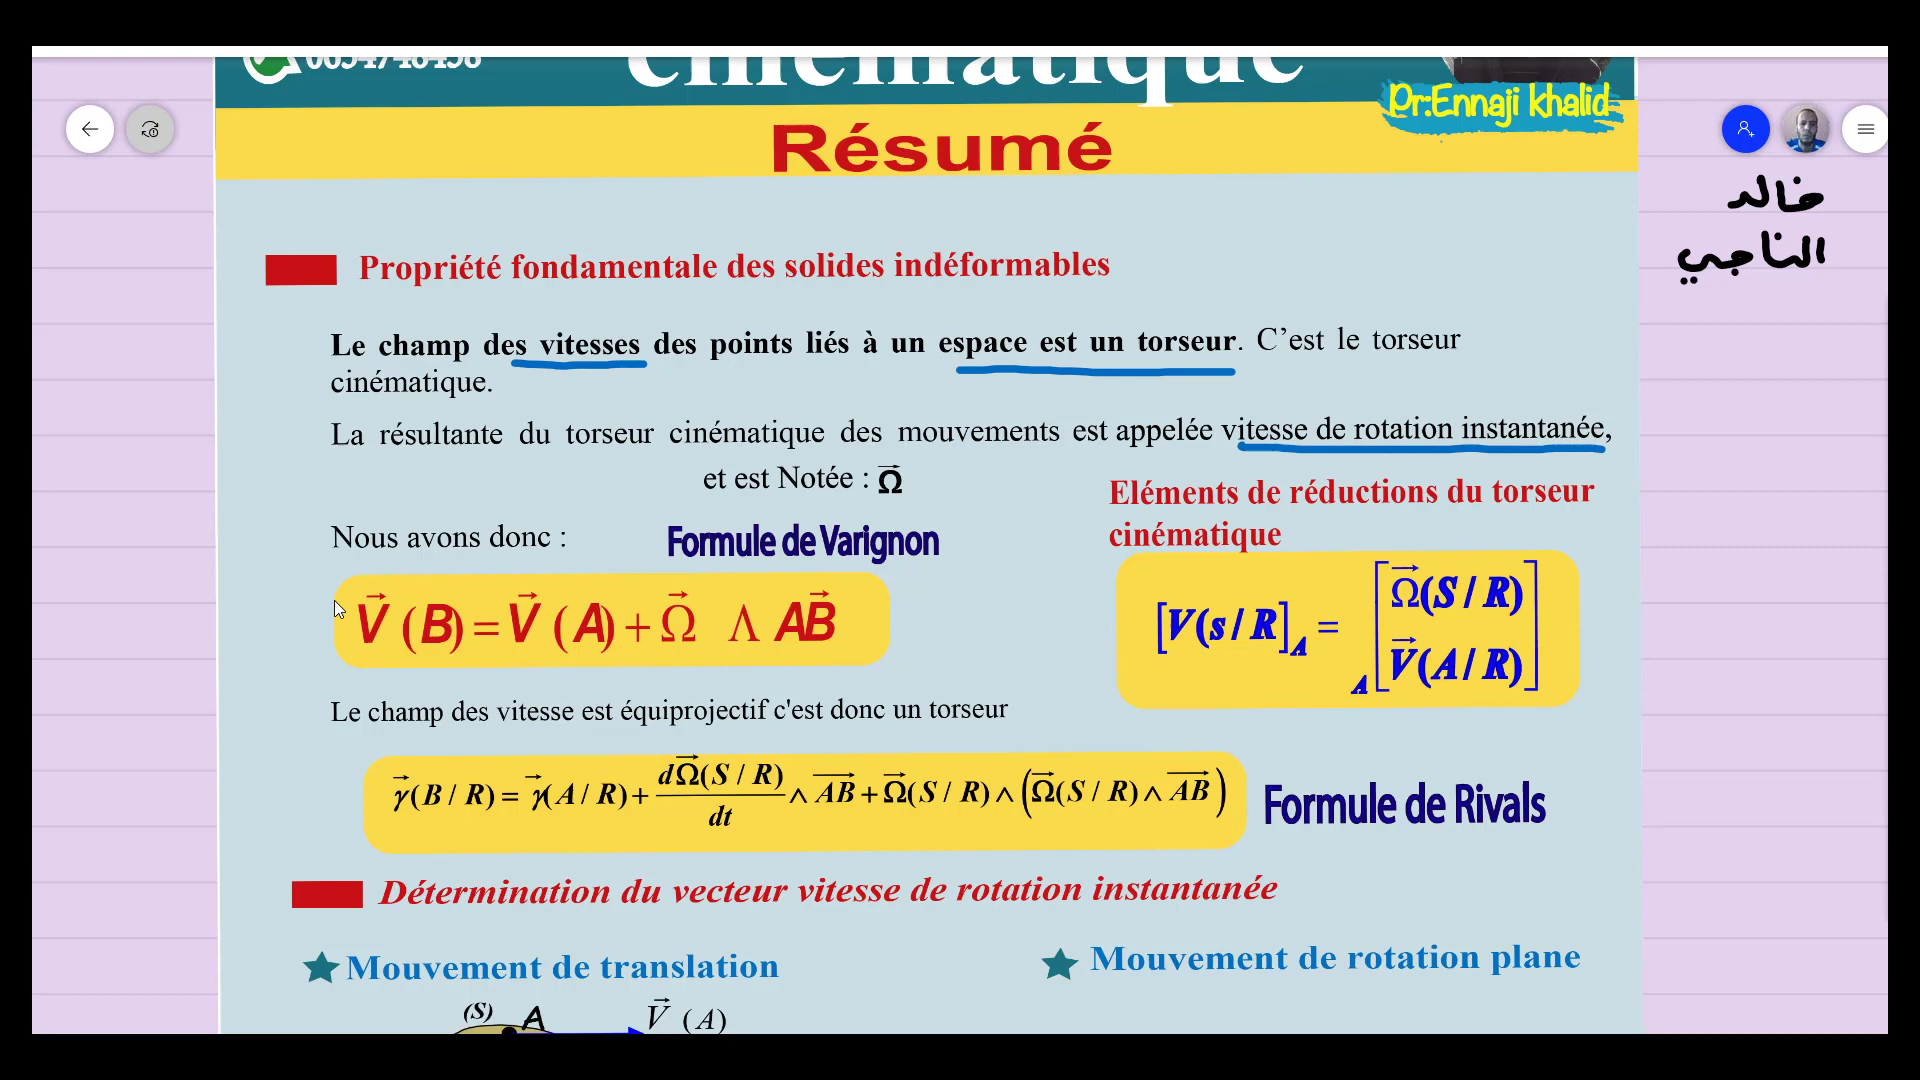 cinématique
Pr:Ennaji khalid
Résumé
خالد
الناجي
Propriété fondamentale des solides indéformables
Le champ des vitesses des points liés à un espace est un torseur. C’est le torseur
cinématique.
La résultante du torseur cinématique des mouvements est appelée vitesse de rotation instantanée,
et est Notée : Ω⃗
Eléments de réductions du torseur
cinématique
Nous avons donc :
Formule de Varignon
V⃗ (B) = V⃗ (A) + Ω⃗ Λ AB⃗
[V(s/R]A = A[Ω⃗(S/R) V⃗(A/R)]
Le champ des vitesse est équiprojectif c'est donc un torseur
γ⃗(B/R) = γ⃗(A/R) + dΩ⃗(S/R)/dt ∧ AB⃗ + Ω⃗(S/R) ∧ (Ω⃗(S/R) ∧ AB⃗)
Formule de Rivals
Détermination du vecteur vitesse de rotation instantanée
Mouvement de translation
Mouvement de rotation plane
(S) A V⃗ (A)